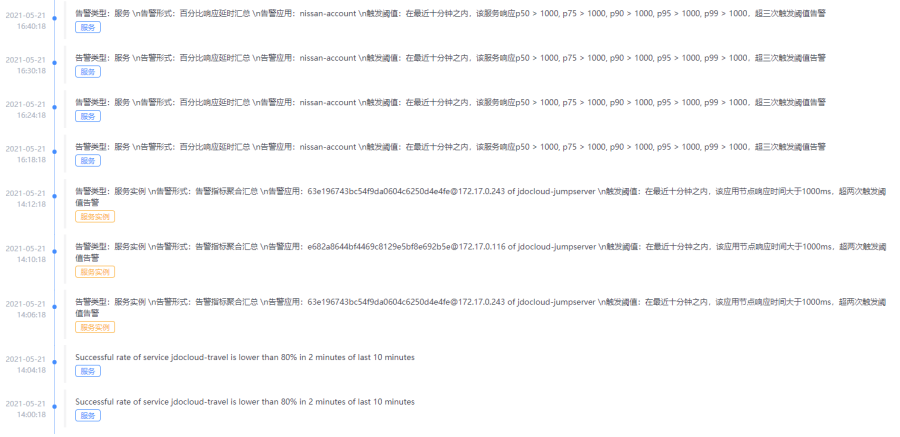 2021-05-21
16:40:18
告警类型：服务 \n告警形式：百分比响应延时汇总 \n告警应用：nissan-account \n触发阈值：在最近十分钟之内，该服务响应p50 > 1000, p75 > 1000, p90 > 1000, p95 > 1000, p99 > 1000，超三次触发阈值告警
服务
2021-05-21
16:30:18
告警类型：服务 \n告警形式：百分比响应延时汇总 \n告警应用：nissan-account \n触发阈值：在最近十分钟之内，该服务响应p50 > 1000, p75 > 1000, p90 > 1000, p95 > 1000, p99 > 1000，超三次触发阈值告警
服务
2021-05-21
16:24:18
告警类型：服务 \n告警形式：百分比响应延时汇总 \n告警应用：nissan-account \n触发阈值：在最近十分钟之内，该服务响应p50 > 1000, p75 > 1000, p90 > 1000, p95 > 1000, p99 > 1000，超三次触发阈值告警
服务
2021-05-21
16:18:18
告警类型：服务 \n告警形式：百分比响应延时汇总 \n告警应用：nissan-account \n触发阈值：在最近十分钟之内，该服务响应p50 > 1000, p75 > 1000, p90 > 1000, p95 > 1000, p99 > 1000，超三次触发阈值告警
服务
2021-05-21
14:12:18
告警类型：服务实例 \n告警形式：告警指标聚合汇总 \n告警应用：63e196743bc54f9da0604c6250d4e4fe@172.17.0.243 of jdocloud-jumpserver \n触发阈值：在最近十分钟之内，该应用节点响应时间大于1000ms，超两次触发阈
值告警
服务实例
2021-05-21
14:10:18
告警类型：服务实例 \n告警形式：告警指标聚合汇总 \n告警应用：e682a8644bf4469c8129e5bf8e692b5e@172.17.0.116 of jdocloud-jumpserver \n触发阈值：在最近十分钟之内，该应用节点响应时间大于1000ms，超两次触发阈
值告警
服务实例
2021-05-21
14:06:18
告警类型：服务实例 \n告警形式：告警指标聚合汇总 \n告警应用：63e196743bc54f9da0604c6250d4e4fe@172.17.0.243 of jdocloud-jumpserver \n触发阈值：在最近十分钟之内，该应用节点响应时间大于1000ms，超两次触发阈
值告警
服务实例
2021-05-21
14:04:18
Successful rate of service jdocloud-travel is lower than 80% in 2 minutes of last 10 minutes
服务
2021-05-21
14:00:18
Successful rate of service jdocloud-travel is lower than 80% in 2 minutes of last 10 minutes
服务